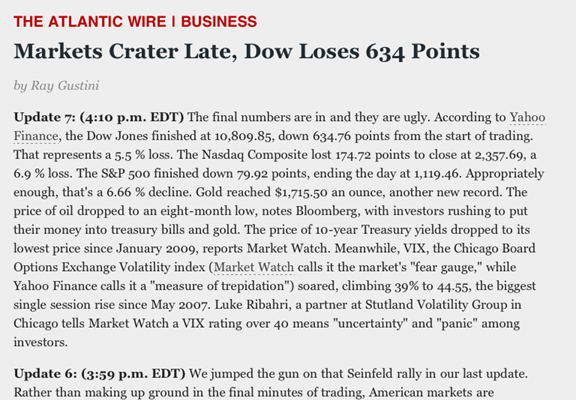 THE ATLANTIC WIRE | BUSINESS
Markets Crater Late, Dow Loses 634 Points
by Ray Gustini
Update 7: (4:10 p.m. EDT) The final numbers are in and they are ugly. According to Yahoo
Finance, the Dow Jones finished at 10,809.85, down 634.76 points from the start of trading.
That represents a 5.5 % loss. The Nasdaq Composite lost 174.72 points to close at 2,357.69, a
6.9 % loss. The S&P 500 finished down 79.92 points, ending the day at 1,119.46. Appropriately
enough, that's a 6.66 % decline. Gold reached $1,715.50 an ounce, another new record. The
price of oil dropped to an eight-month low, notes Bloomberg, with investors rushing to put
their money into treasury bills and gold. The price of 10-year Treasury yields dropped to its
lowest price since January 2009, reports Market Watch. Meanwhile, VIX, the Chicago Board
Options Exchange Volatility index (Market Watch calls it the market's "fear gauge," while
Yahoo Finance calls it a "measure of trepidation") soared, climbing 39% to 44.55, the biggest
single session rise since May 2007. Luke Ribahri, a partner at Stutland Volatility Group in
Chicago tells Market Watch a VIX rating over 40 means "uncertainty" and "panic" among
investors.
Update 6: (3:59 p.m. EDT) We jumped the gun on that Seinfeld rally in our last update.
Rather than making up ground in the final minutes of trading, American markets are